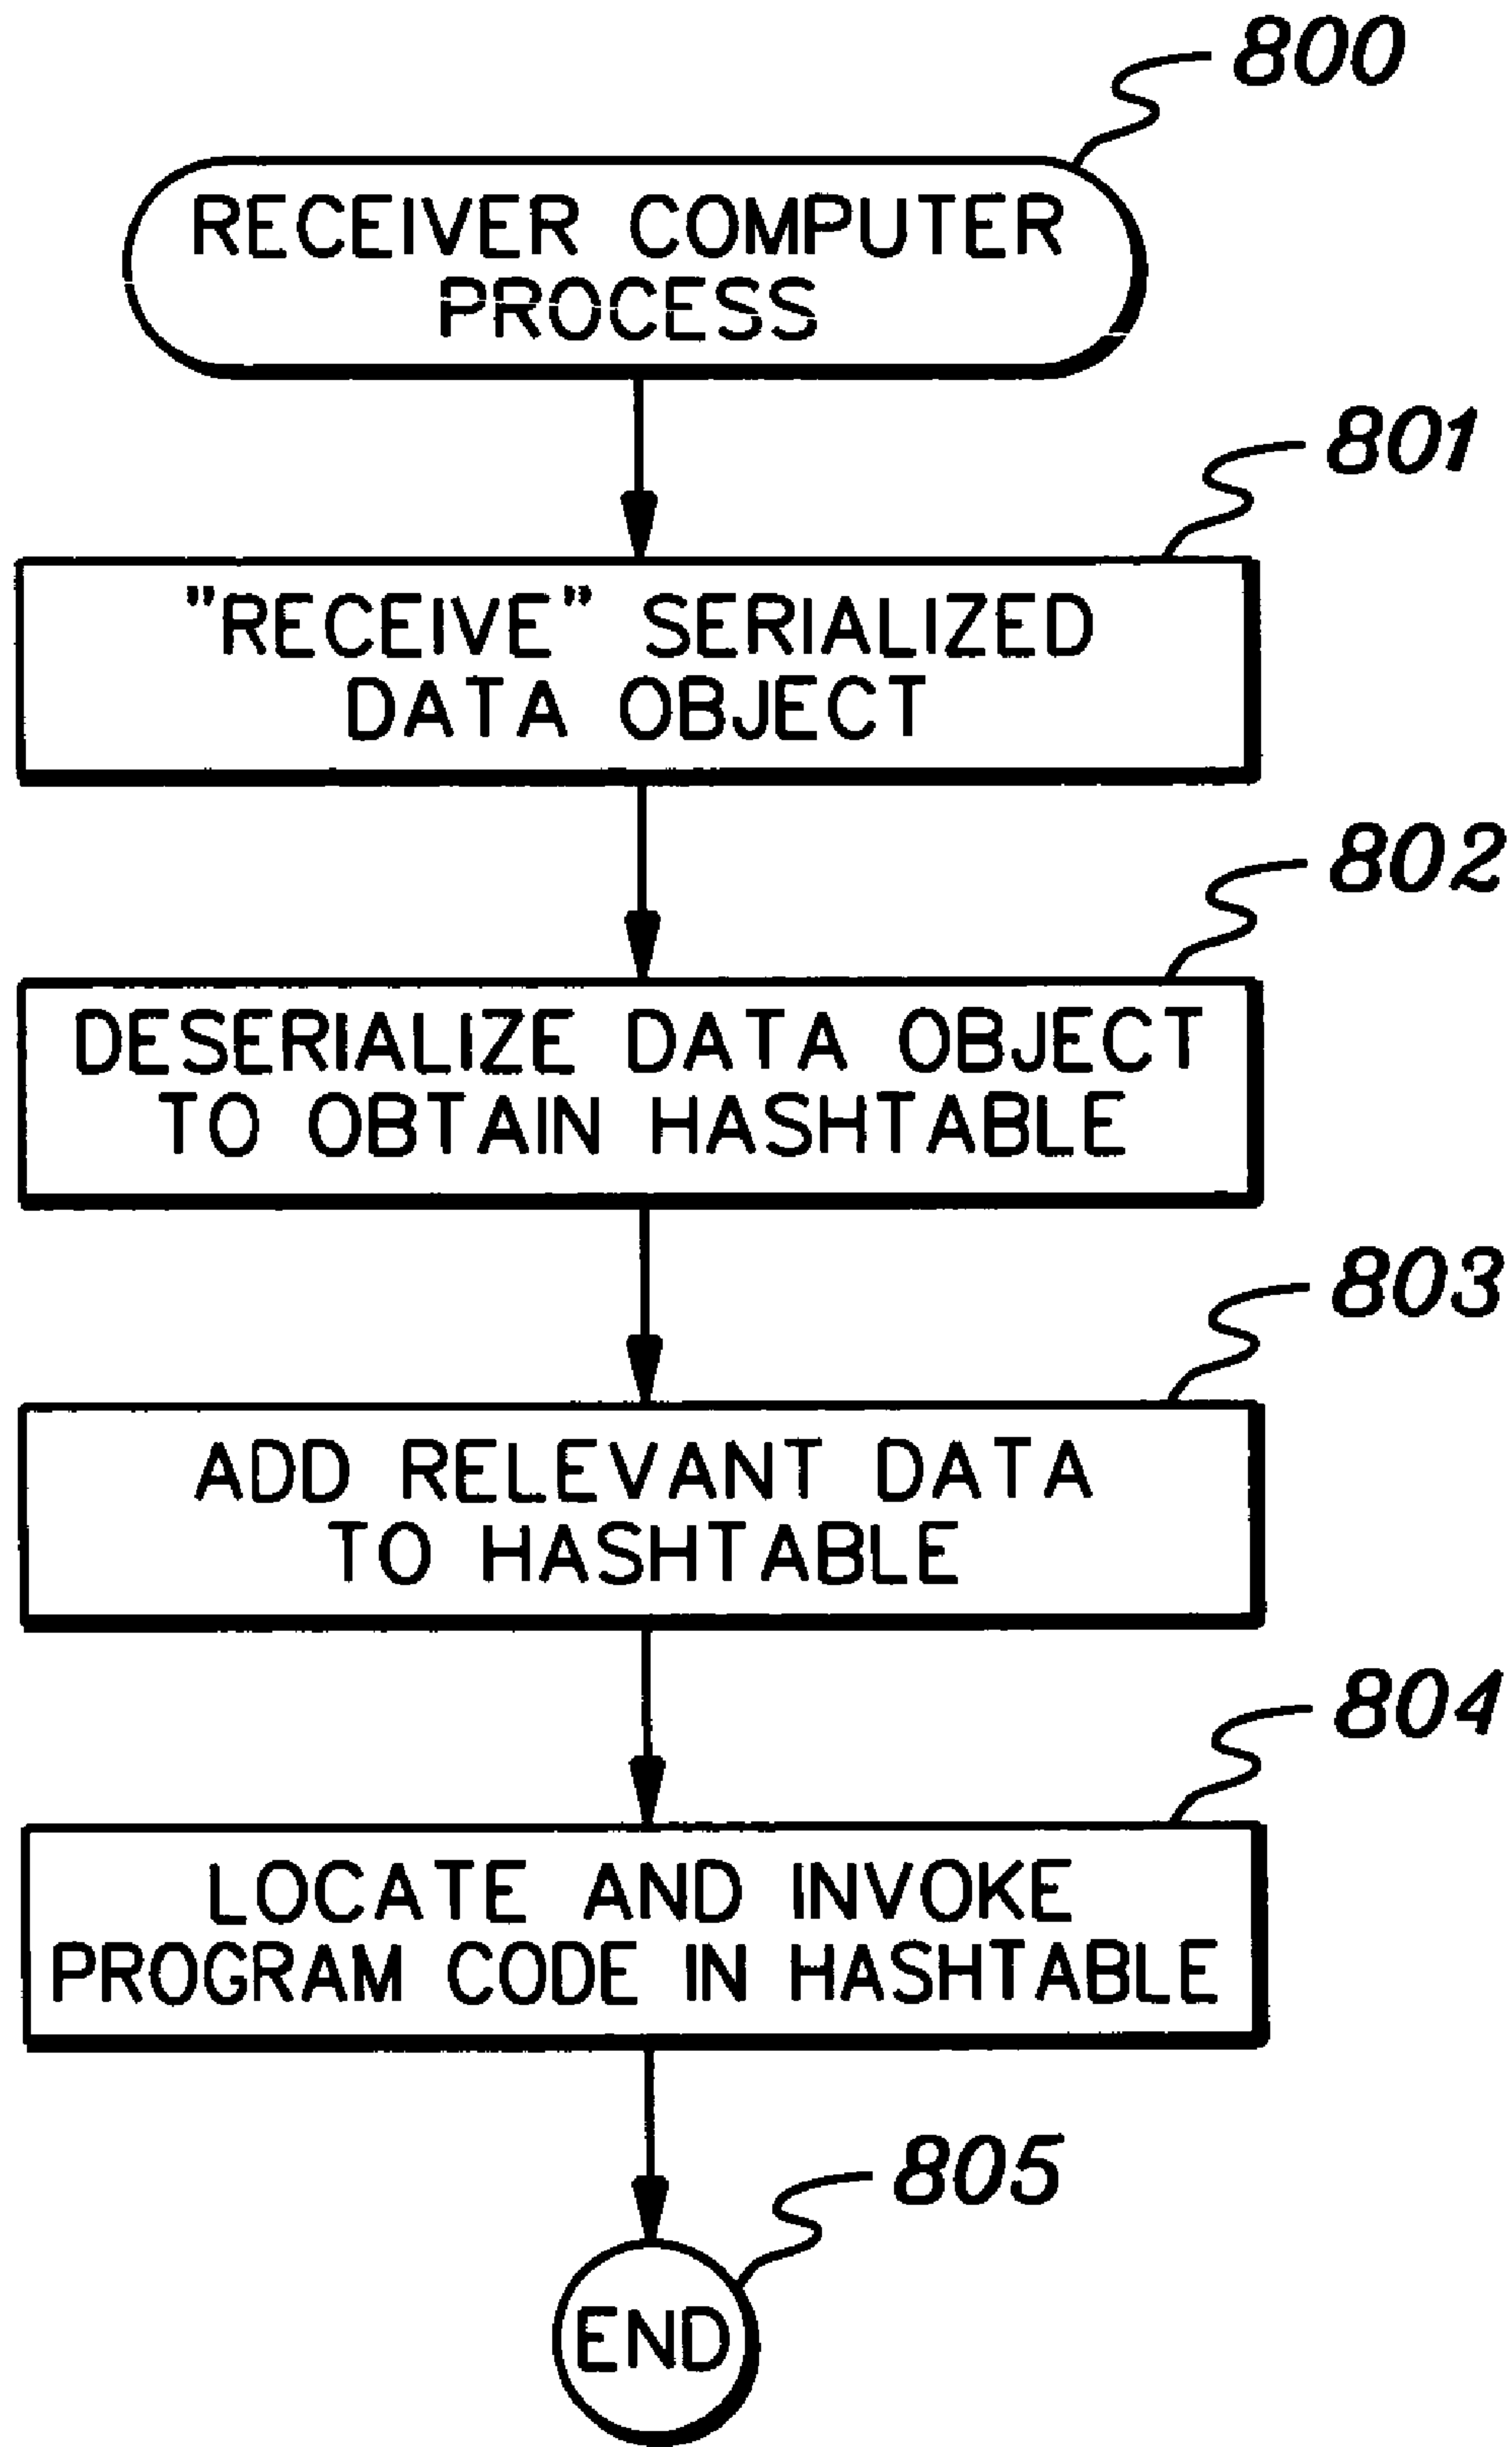 800
RECEIVER COMPUTER
PROCESS
801
"RECEIVE" SERIALIZED
DATA OBJECT
802
DESERIALIZE DATA OBJECT
TO OBTAIN HASHTABLE
803
ADD RELEVANT DATA
TO HASHTABLE
804
LOCATE AND INVOKE
PROGRAM CODE IN HASHTABLE
805
END